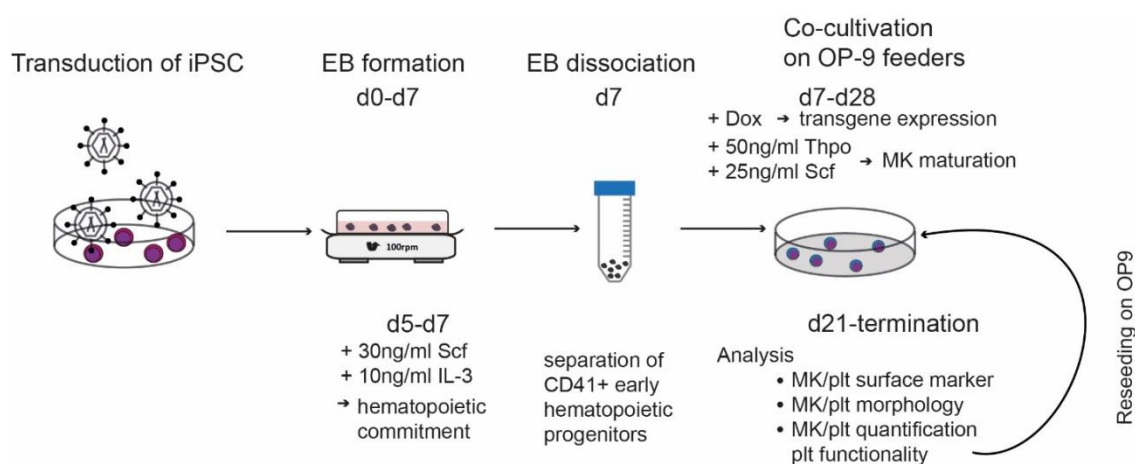 Transduction of iPSC
EB formation
d0-d7
EB dissociation
d7
Co-cultivation
on OP-9 feeders
d7-d28
+ Dox → transgene expression
+ 50ng/ml Thpo
+ 25ng/ml Scf
→ MK maturation
100rpm
d5-d7
+ 30ng/ml Scf
+ 10ng/ml IL-3
→ hematopoietic
commitment
separation of
CD41+ early
hematopoietic
progenitors
d21-termination
Analysis
• MK/plt surface marker
• MK/plt morphology
• MK/plt quantification
plt functionality
Reseeding on OP9